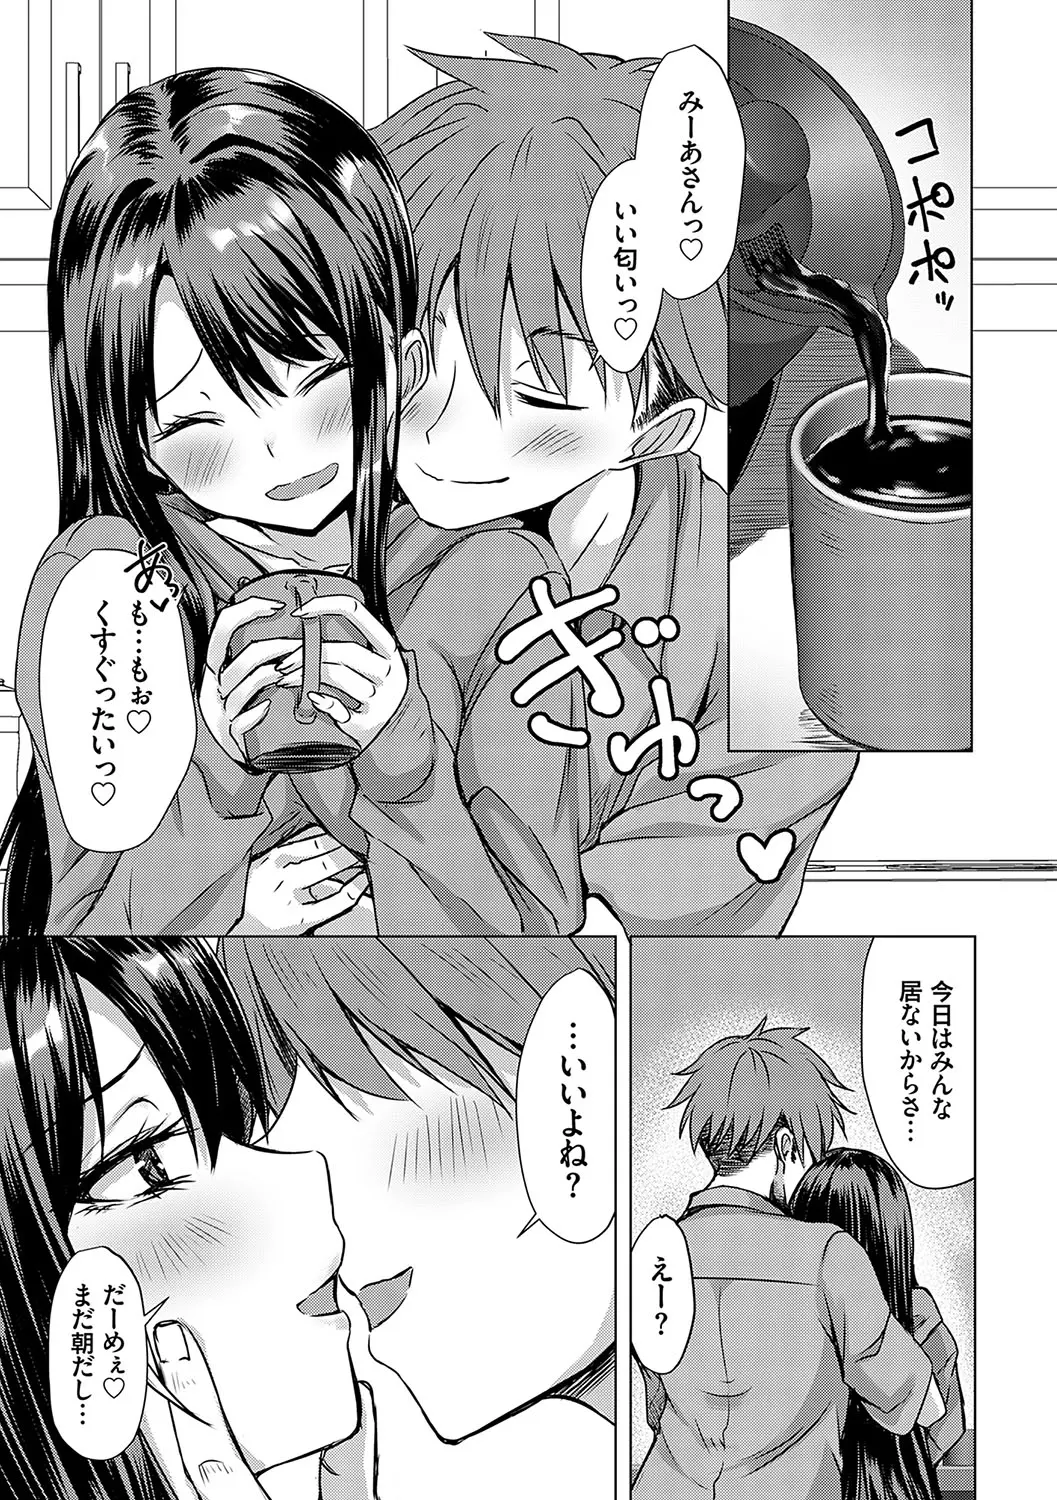 コポポッ
みーあさんっ♡
いい匂いっ♡
ぎゅっ♥
あっ♥
も…もぉ♡
くすぐったいっ♡
今日はみんな
居ないからさ…
えー?
…いいよね?
だーめぇ♡
まだ朝だし…